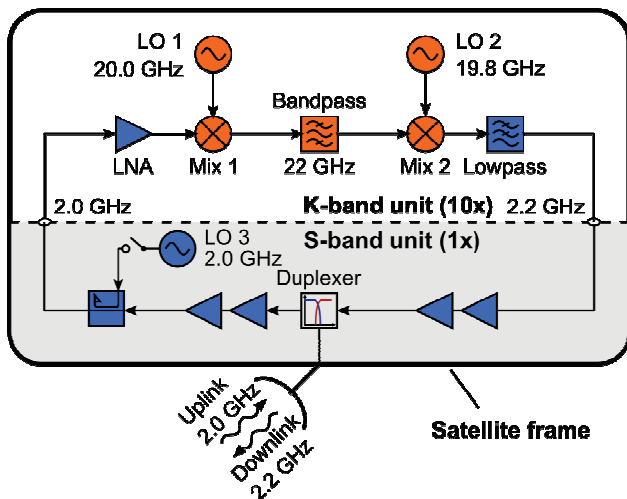 LO 1
20.0 GHz
LO 2
19.8 GHz
Bandpass
LNA
Mix 1
22 GHz
Mix 2
Lowpass
2.0 GHz
K-band unit (10x)
2.2 GHz
S-band unit (1x)
LO 3
2.0 GHz
Duplexer
Uplink
2.0 GHz
Downlink
2.2 GHz
Satellite frame